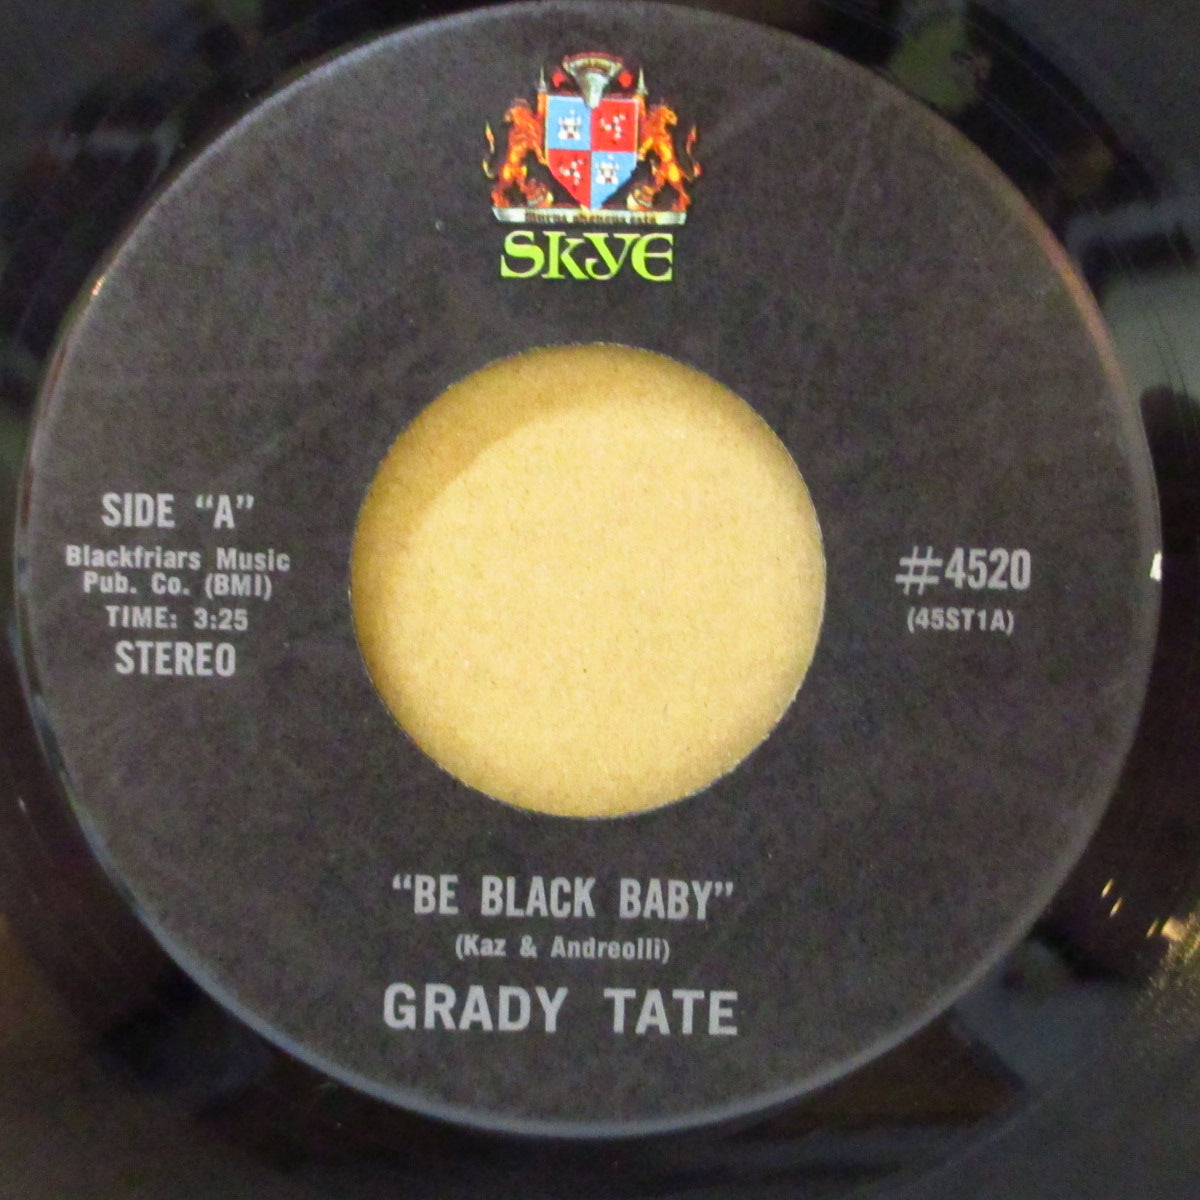 SKYE
SIDE "A"
Blackfriars Music
Pub. Co. (BMI)
TIME: 3:25
STEREO
#4520
(45ST1A)
"BE BLACK BABY"
(Kaz & Andreolli)
GRADY TATE